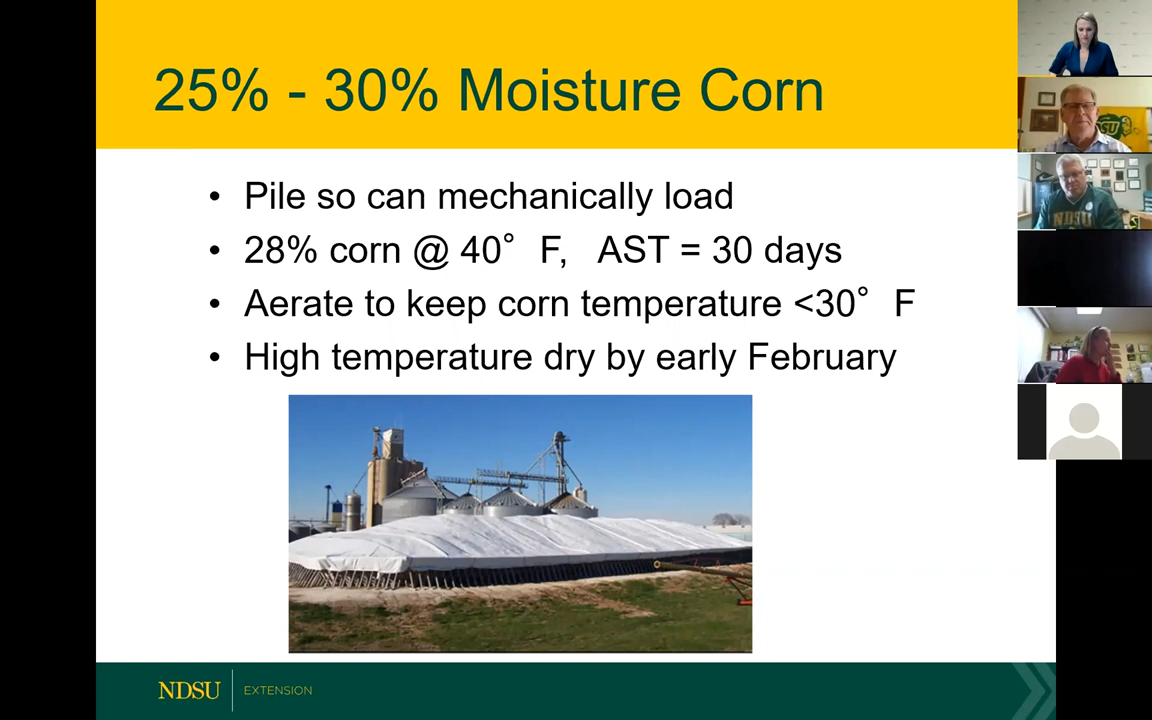 25% - 30% Moisture Corn
• Pile so can mechanically load
• 28% corn @ 40° F, AST = 30 days
• Aerate to keep corn temperature <30° F
• High temperature dry by early February
NDSU
EXTENSION
NDSU